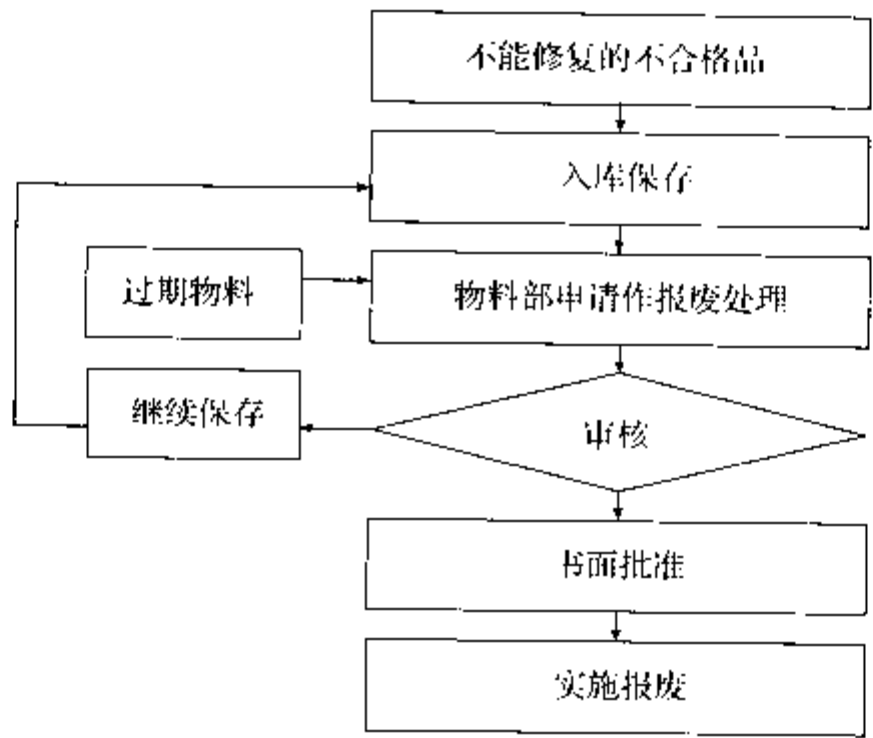 不能修复的不合格品
入库保存
过期物料
物料部申请作报废处理
继续保存
审核
书面批准
实施报废